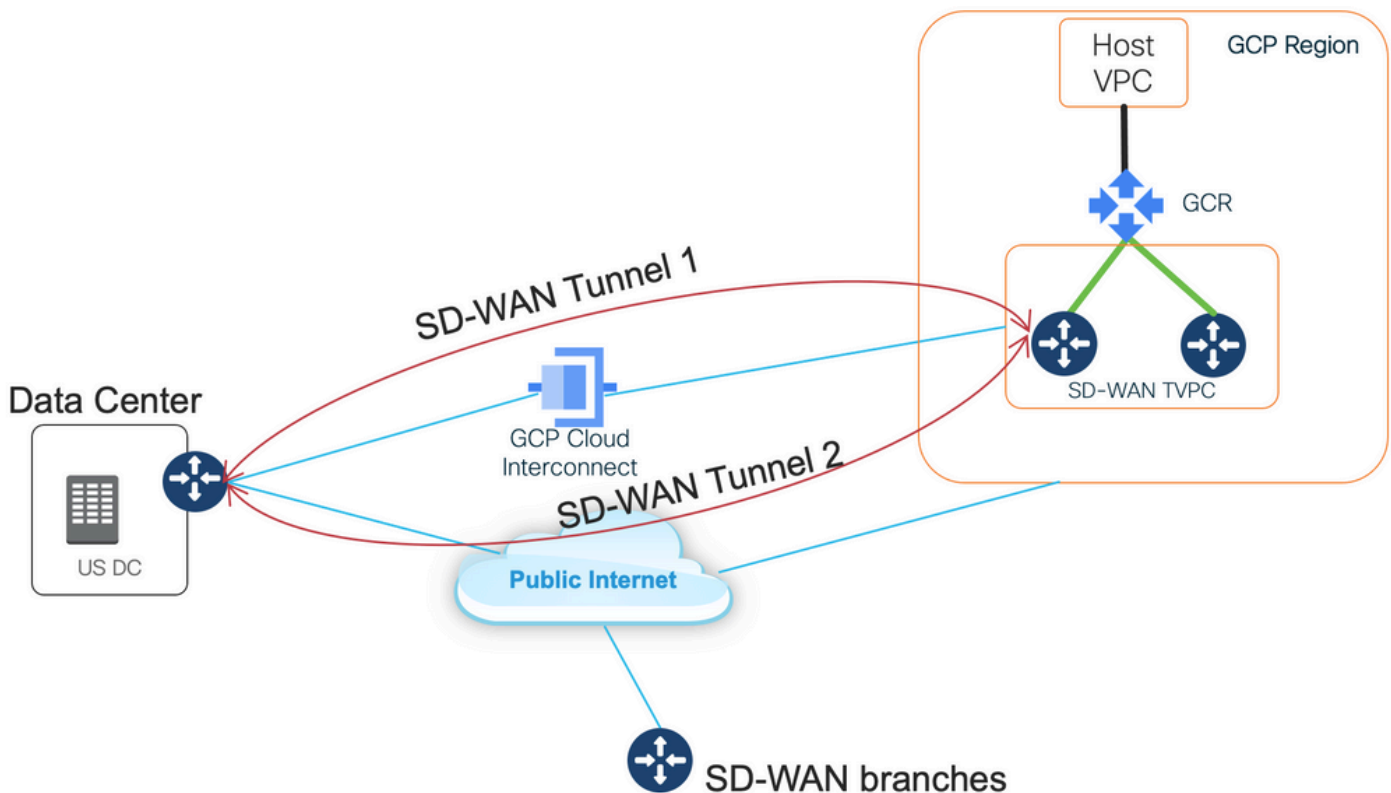 Host
VPC
GCP Region
GCR
SD-WAN Tunnel 1
SD-WAN TVPC
Data Center
GCP Cloud
Interconnect
SD-WAN Tunnel 2
US DC
Public Internet
SD-WAN branches